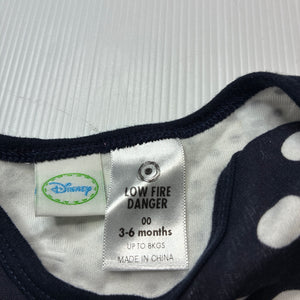 Disney
LOW FIRE
DANGER
00
3-6 months
UP TO 8KGS
MADE IN CHINA